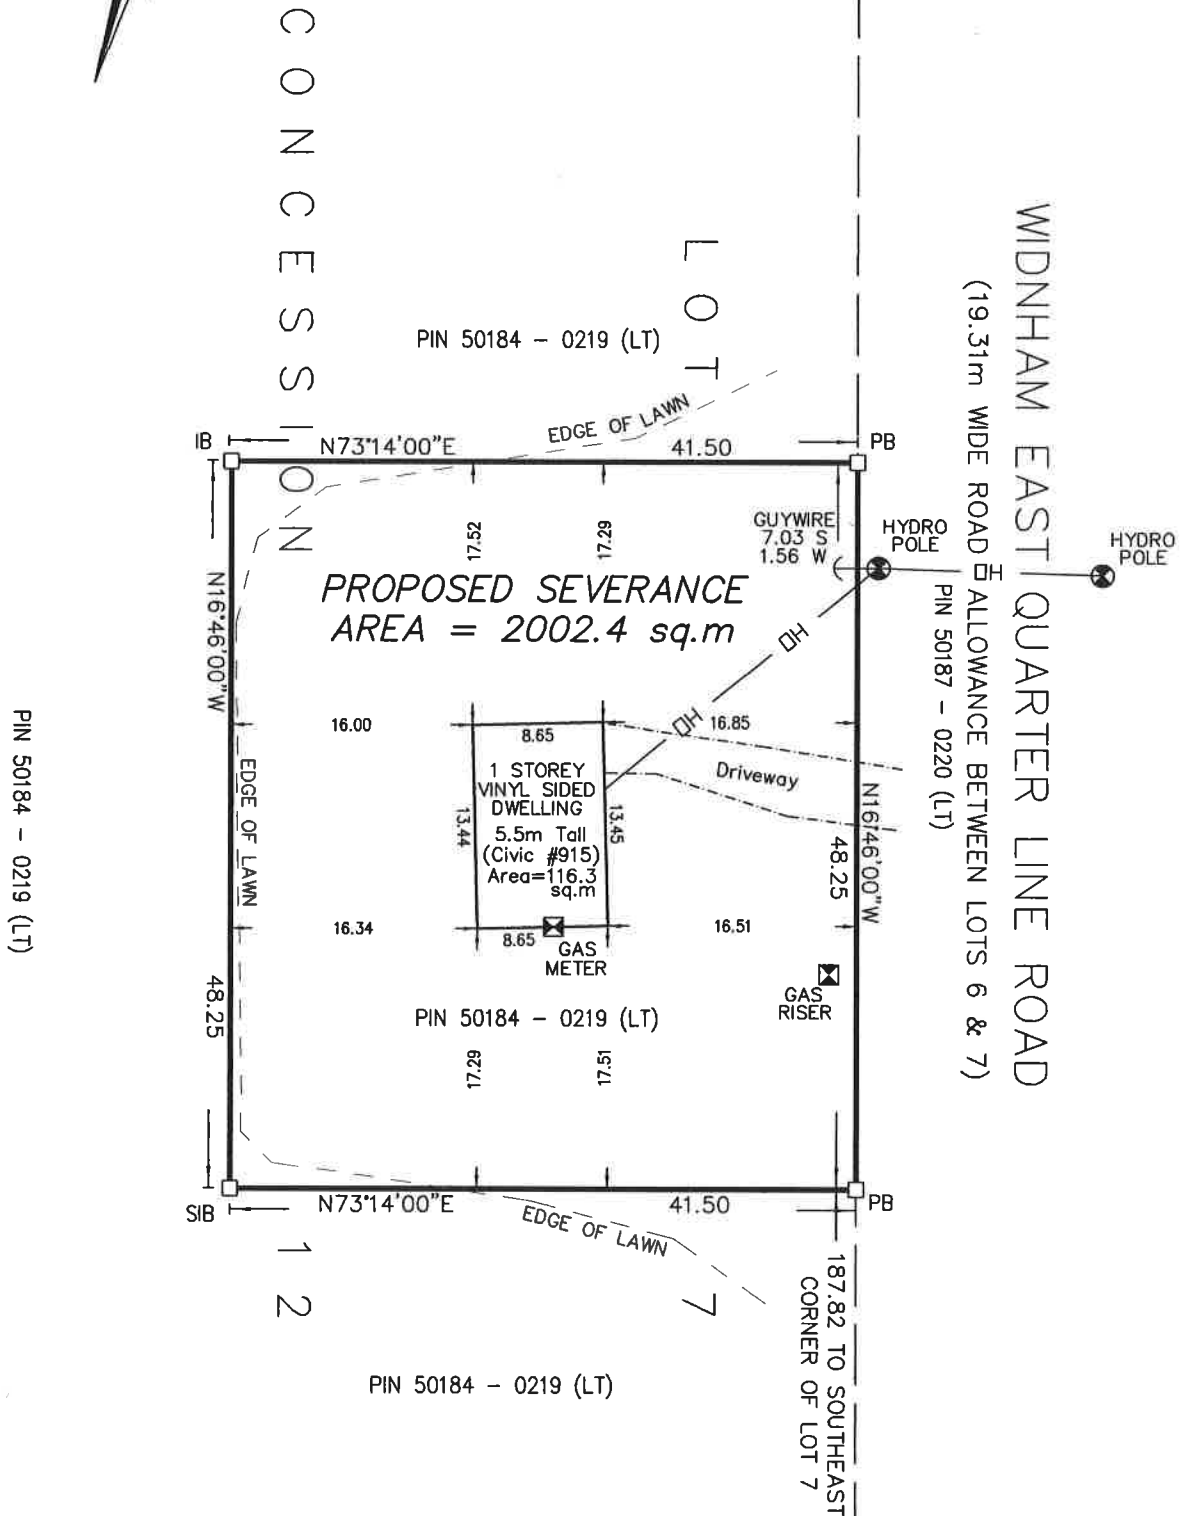 WIDNHAM EAST QUARTER LINE ROAD
(19.31m WIDE ROAD ALLOWANCE BETWEEN LOTS 6 & 7)
PIN 50187 - 0220 (LT)
OH
HYDRO
POLE
HYDRO
POLE
CONCESSION
12
LOT
7
PIN 50184 - 0219 (LT)
EDGE OF LAWN
IB
N73°14'00"E
41.50
PB
17.52
17.29
GUYWIRE
7.03 S
1.56 W
PROPOSED SEVERANCE
AREA = 2002.4 sq.m
OH
OH
N16°46'00"W
16.00
8.65
16.85
Driveway
1 STOREY
VINYL SIDED
DWELLING
5.5m Tall
(Civic #915)
Area=116.3
sq.m
13.44
13.45
N16°46'00"W
48.25
EDGE OF LAWN
16.34
8.65
16.51
GAS
METER
GAS
RISER
PIN 50184 - 0219 (LT)
48.25
17.29
17.51
SIB
N73°14'00"E
41.50
PB
EDGE OF LAWN
187.82 TO SOUTHEAST
CORNER OF LOT 7
PIN 50184 - 0219 (LT)
PIN 50184 - 0219 (LT)